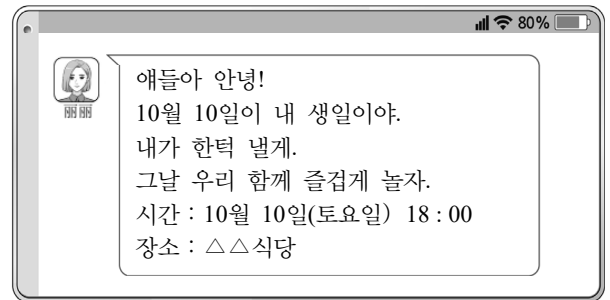 80%
얘들아 안녕!
10월 10일이 내 생일이야.
내가 한턱 낼게.
그날 우리 함께 즐겁게 놀자.
시간 : 10월 10일(토요일) 18 : 00
장소 : △△식당
丽丽